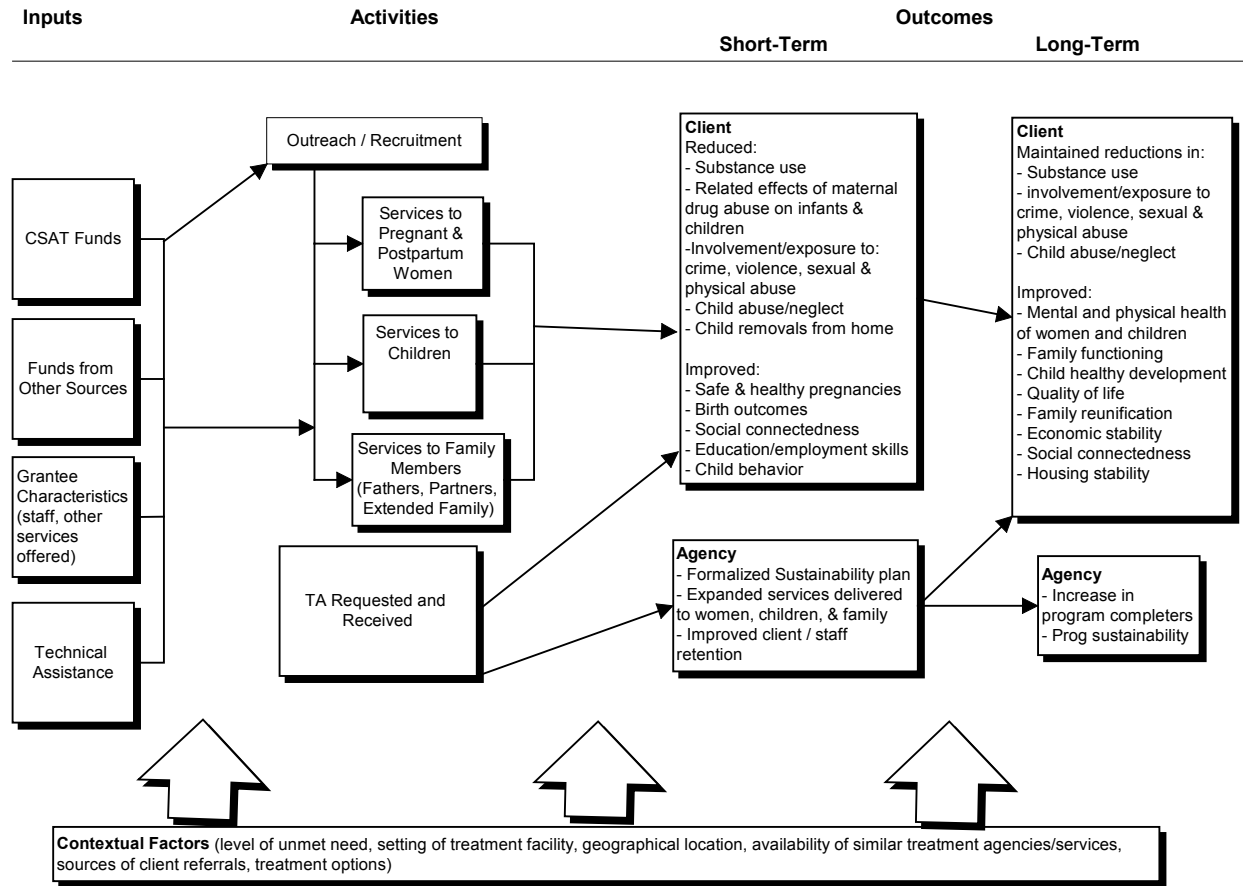 Inputs
Activities
Outcomes
Short-Term
Long-Term
CSAT Funds
Funds from
Other Sources
Grantee
Characteristics
(staff, other
services
offered)
Technical
Assistance
Outreach / Recruitment
Services to
Pregnant &
Postpartum
Women
Services to
Children
Services to Family
Members
(Fathers, Partners,
Extended Family)
TA Requested and
Received
Client
Reduced:
- Substance use
- Related effects of maternal
drug abuse on infants &
children
-Involvement/exposure to:
crime, violence, sexual &
physical abuse
- Child abuse/neglect
- Child removals from home
Improved:
- Safe & healthy pregnancies
- Birth outcomes
- Social connectedness
- Education/employment skills
- Child behavior
Agency
- Formalized Sustainability plan
- Expanded services delivered
to women, children, & family
- Improved client / staff
retention
Client
Maintained reductions in:
- Substance use
- involvement/exposure to
crime, violence, sexual &
physical abuse
- Child abuse/neglect
Improved:
- Mental and physical health
of women and children
- Family functioning
- Child healthy development
- Quality of life
- Family reunification
- Economic stability
- Social connectedness
- Housing stability
Agency
- Increase in
program completers
- Prog sustainability
Contextual Factors (level of unmet need, setting of treatment facility, geographical location, availability of similar treatment agencies/services,
sources of client referrals, treatment options)